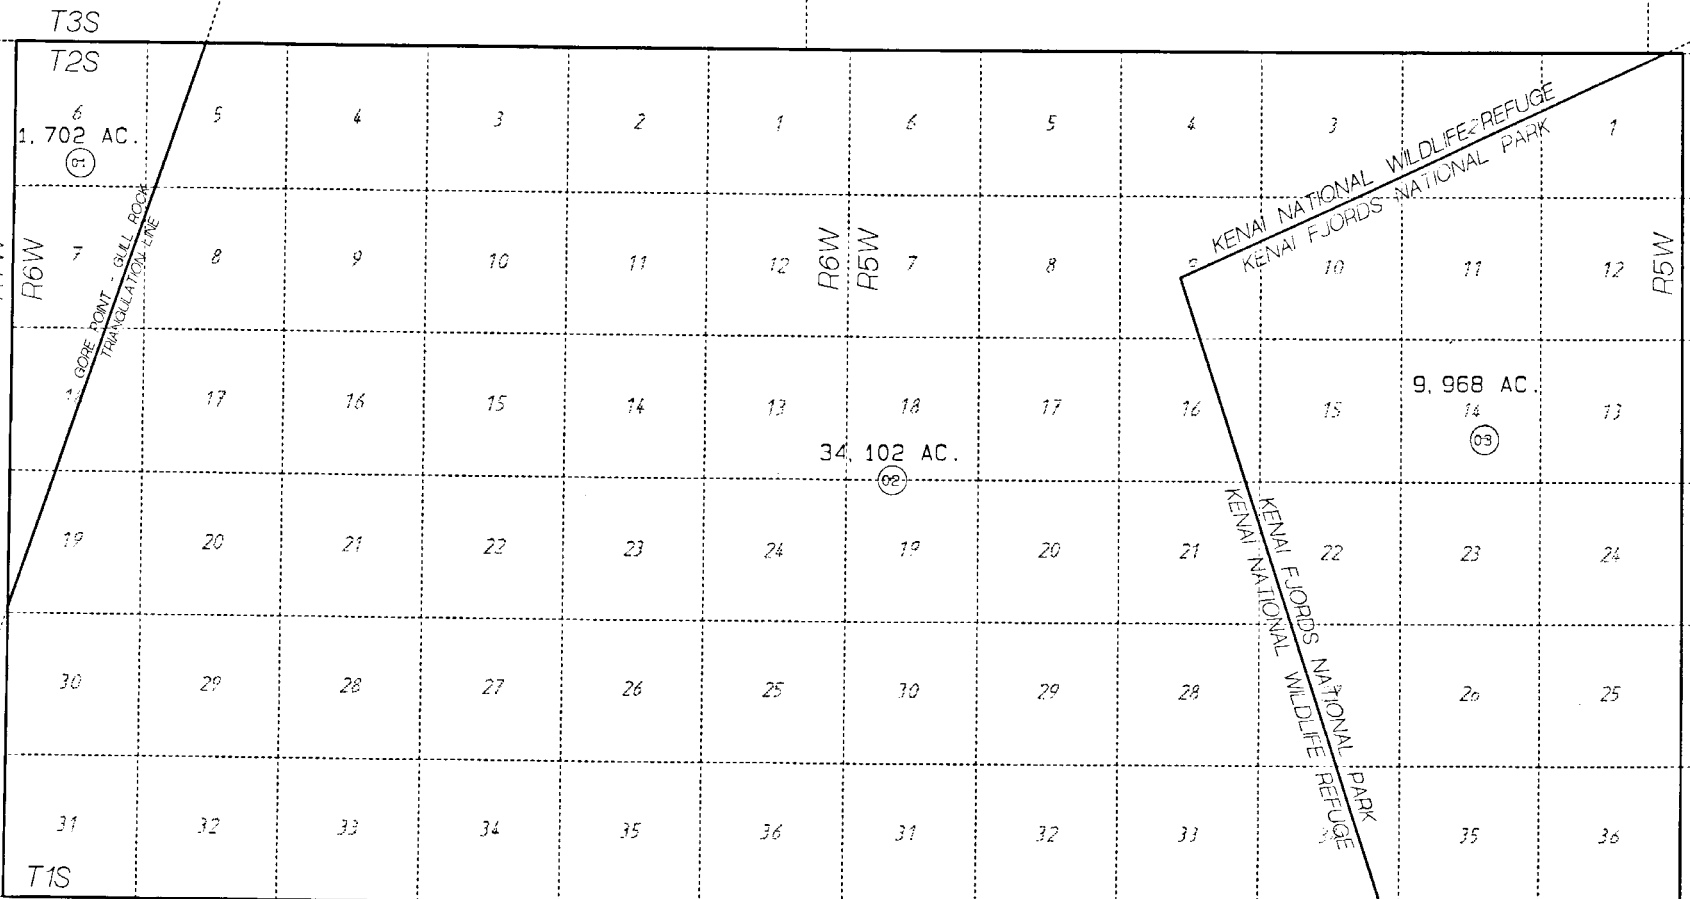 T3S
T2S
6 5 4 3 2 1 6 5 4 3 2 1
1,702 AC.
01
KENAI NATIONAL WILDLIFE REFUGE
KENAI FJORDS NATIONAL PARK
GORE POINT - GULL ROCK
TRIANGULATION LINE
R6W
7 8 9 10 11 12
R6W
R5W
7 8 9 10 11 12
R5W
18 17 16 15 14 13 18 17 16 15 14 13
9,968 AC.
03
34,102 AC.
02
19 20 21 22 23 24 19 20 21 22 23 24
KENAI FJORDS NATIONAL PARK
KENAI NATIONAL WILDLIFE REFUGE
30 29 28 27 26 25 30 29 28 26 25
31 32 33 34 35 36 31 32 33 34 35 36
T1S